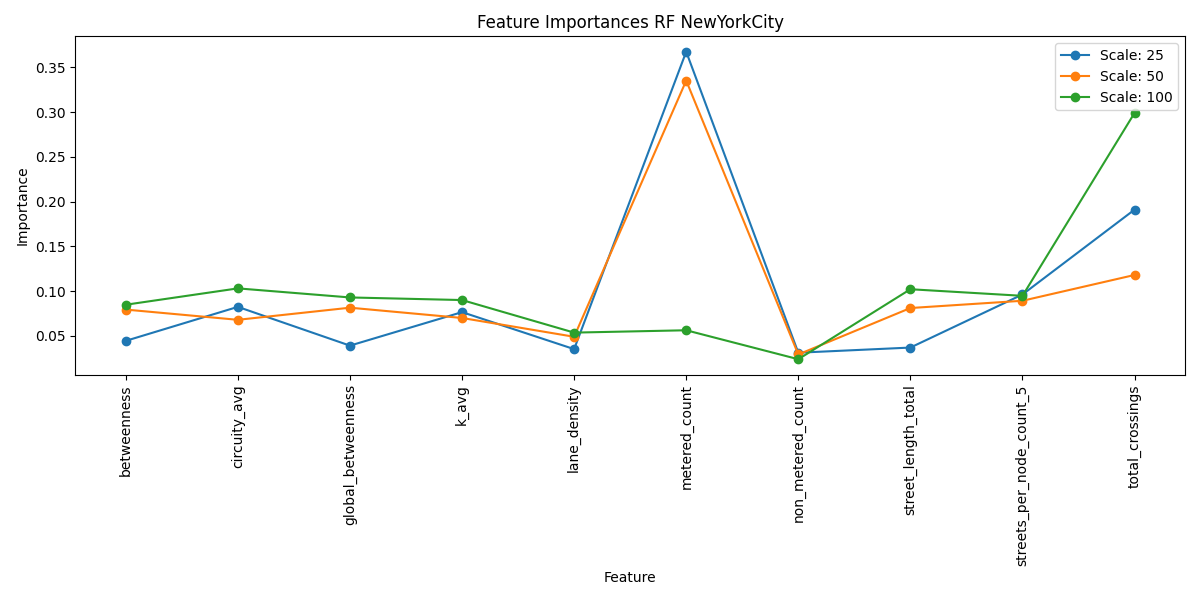 Feature Importances RF NewYorkCity
Scale: 25
Scale: 50
Scale: 100
Importance
0.35
0.30
0.25
0.20
0.15
0.10
0.05
betweenness
circuity_avg
global_betweenness
k_avg
lane_density
metered_count
non_metered_count
street_length_total
streets_per_node_count_5
total_crossings
Feature